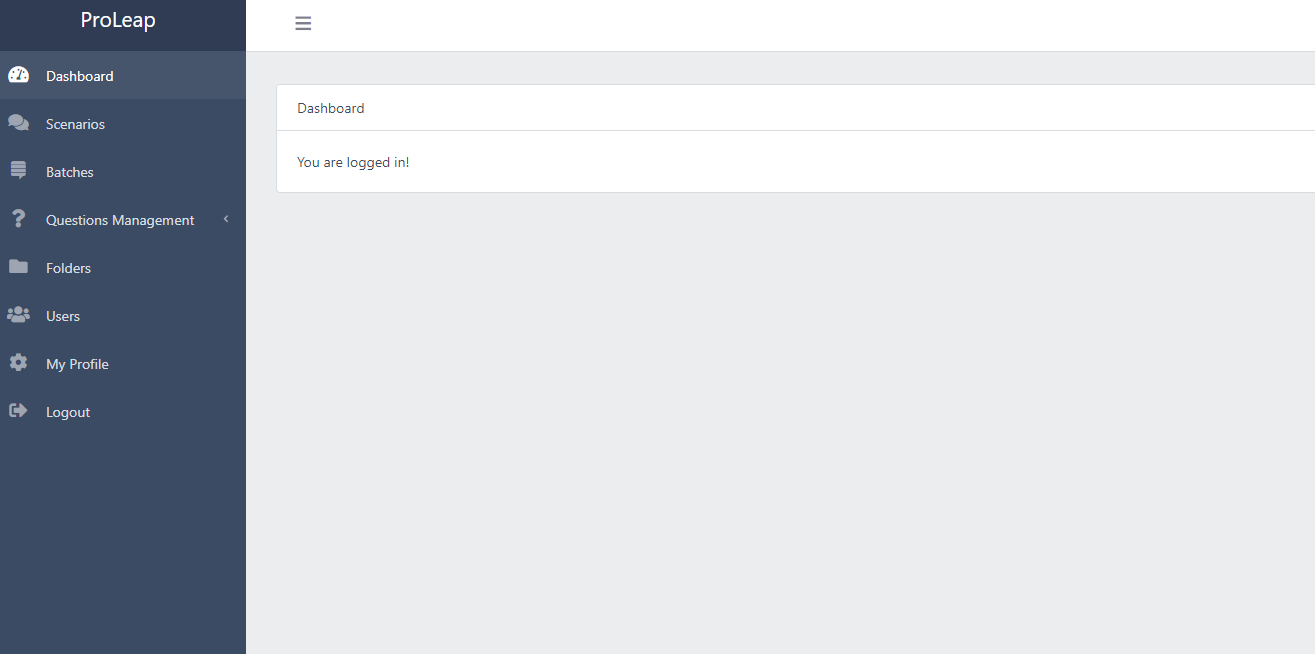 ProLeap
Dashboard
Scenarios
Batches
Questions Management
Folders
Users
My Profile
Logout
Dashboard
You are logged in!